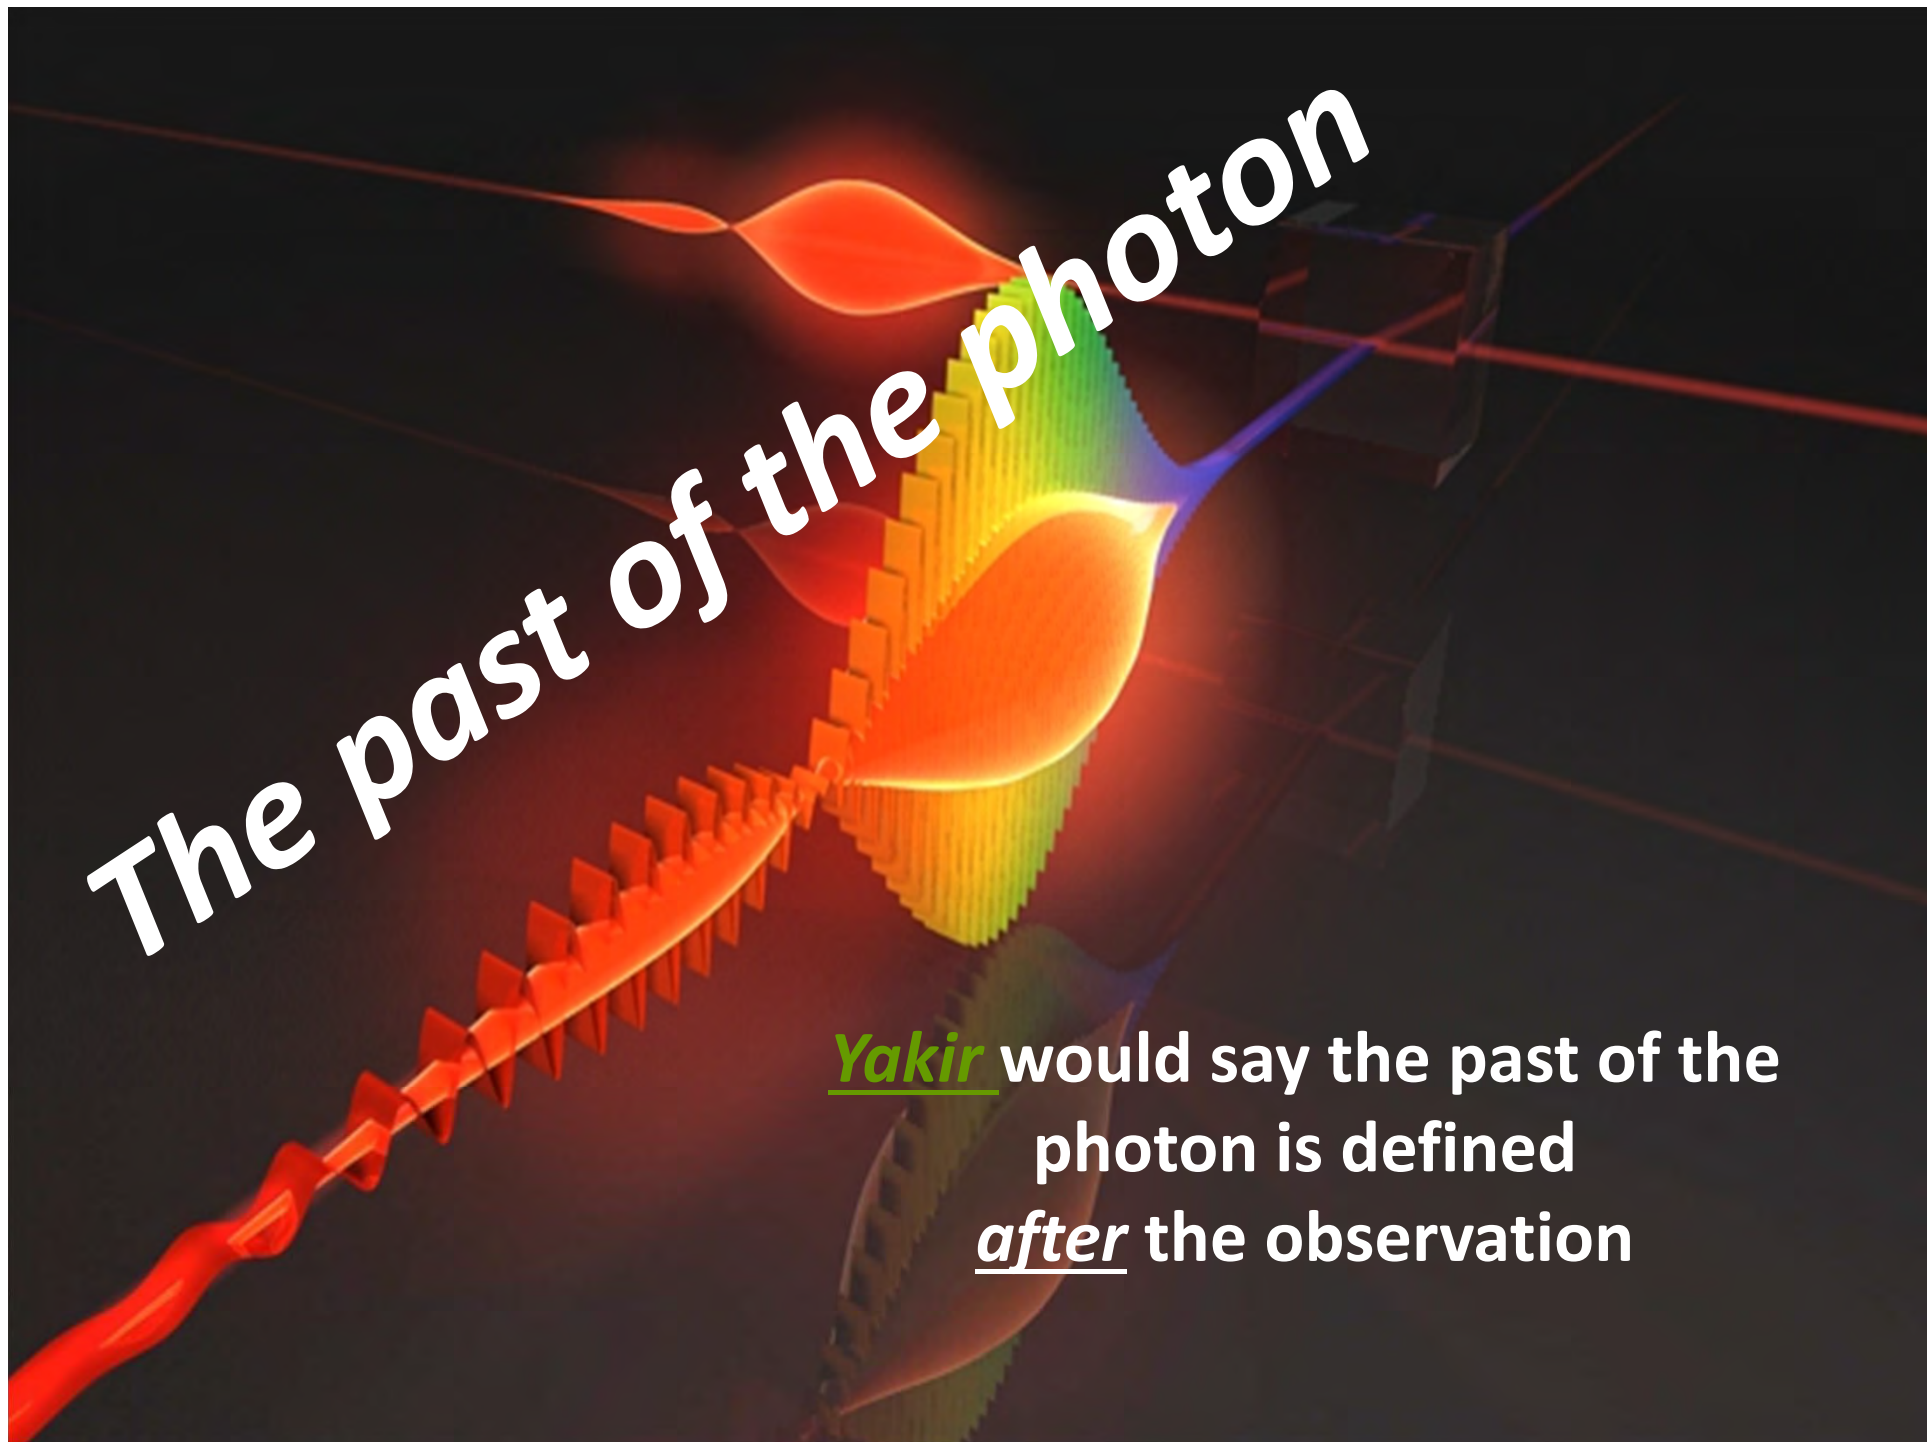 The past of the photon
Yakir would say the past of the
photon is defined
after the observation